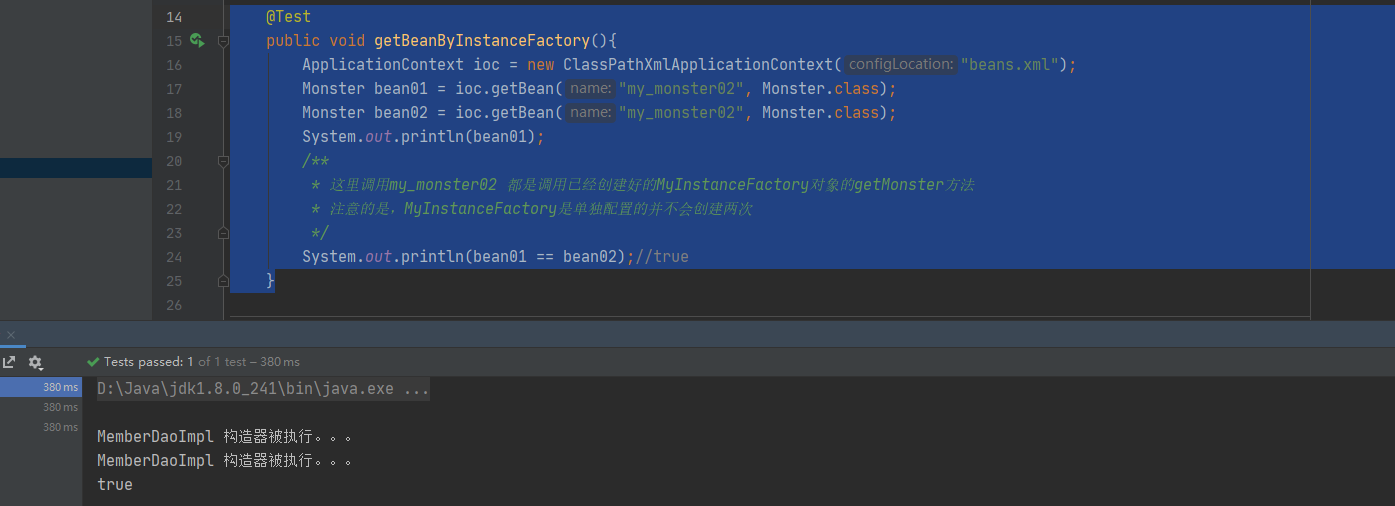 14 @Test
15 public void getBeanByInstanceFactory(){
16 ApplicationContext ioc = new ClassPathXmlApplicationContext( configLocation: "beans.xml");
17 Monster bean01 = ioc.getBean( name: "my_monster02", Monster.class);
18 Monster bean02 = ioc.getBean( name: "my_monster02", Monster.class);
19 System.out.println(bean01);
20 /**
21 * 这里调用my_monster02 都是调用已经创建好的MyInstanceFactory对象的getMonster方法
22 * 注意的是，MyInstanceFactory是单独配置的并不会创建两次
23 */
24 System.out.println(bean01 == bean02);//true
25 }
26
Tests passed: 1 of 1 test – 380 ms
380 ms D:\Java\jdk1.8.0_241\bin\java.exe ...
380 ms
380 ms
MemberDaoImpl 构造器被执行。。。
MemberDaoImpl 构造器被执行。。。
true